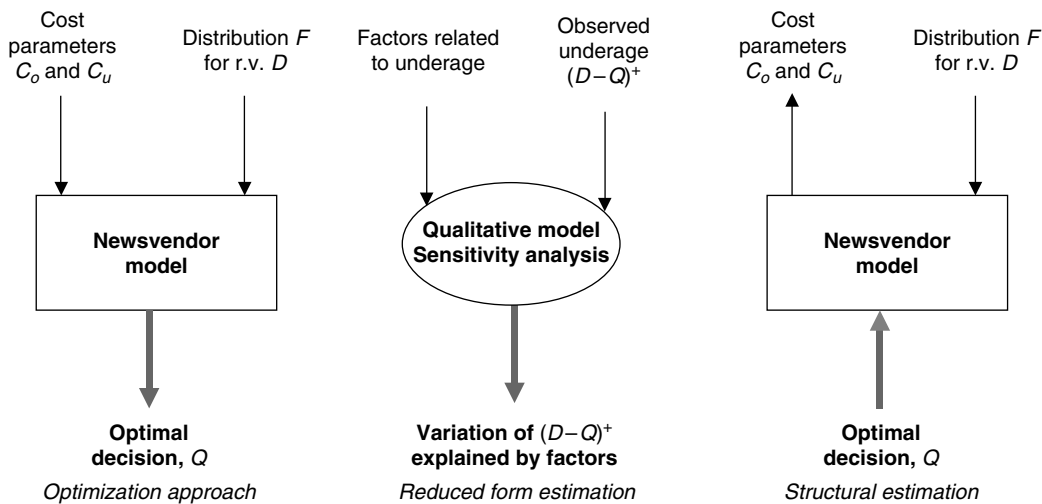 Cost
parameters
C_o and C_u
Distribution F
for r.v. D
Newsvendor
model
Optimal
decision, Q
Optimization approach
Factors related
to underage
Observed
underage
(D–Q)^+
Qualitative model
Sensitivity analysis
Variation of (D–Q)^+
explained by factors
Reduced form estimation
Cost
parameters
C_o and C_u
Distribution F
for r.v. D
Newsvendor
model
Optimal
decision, Q
Structural estimation